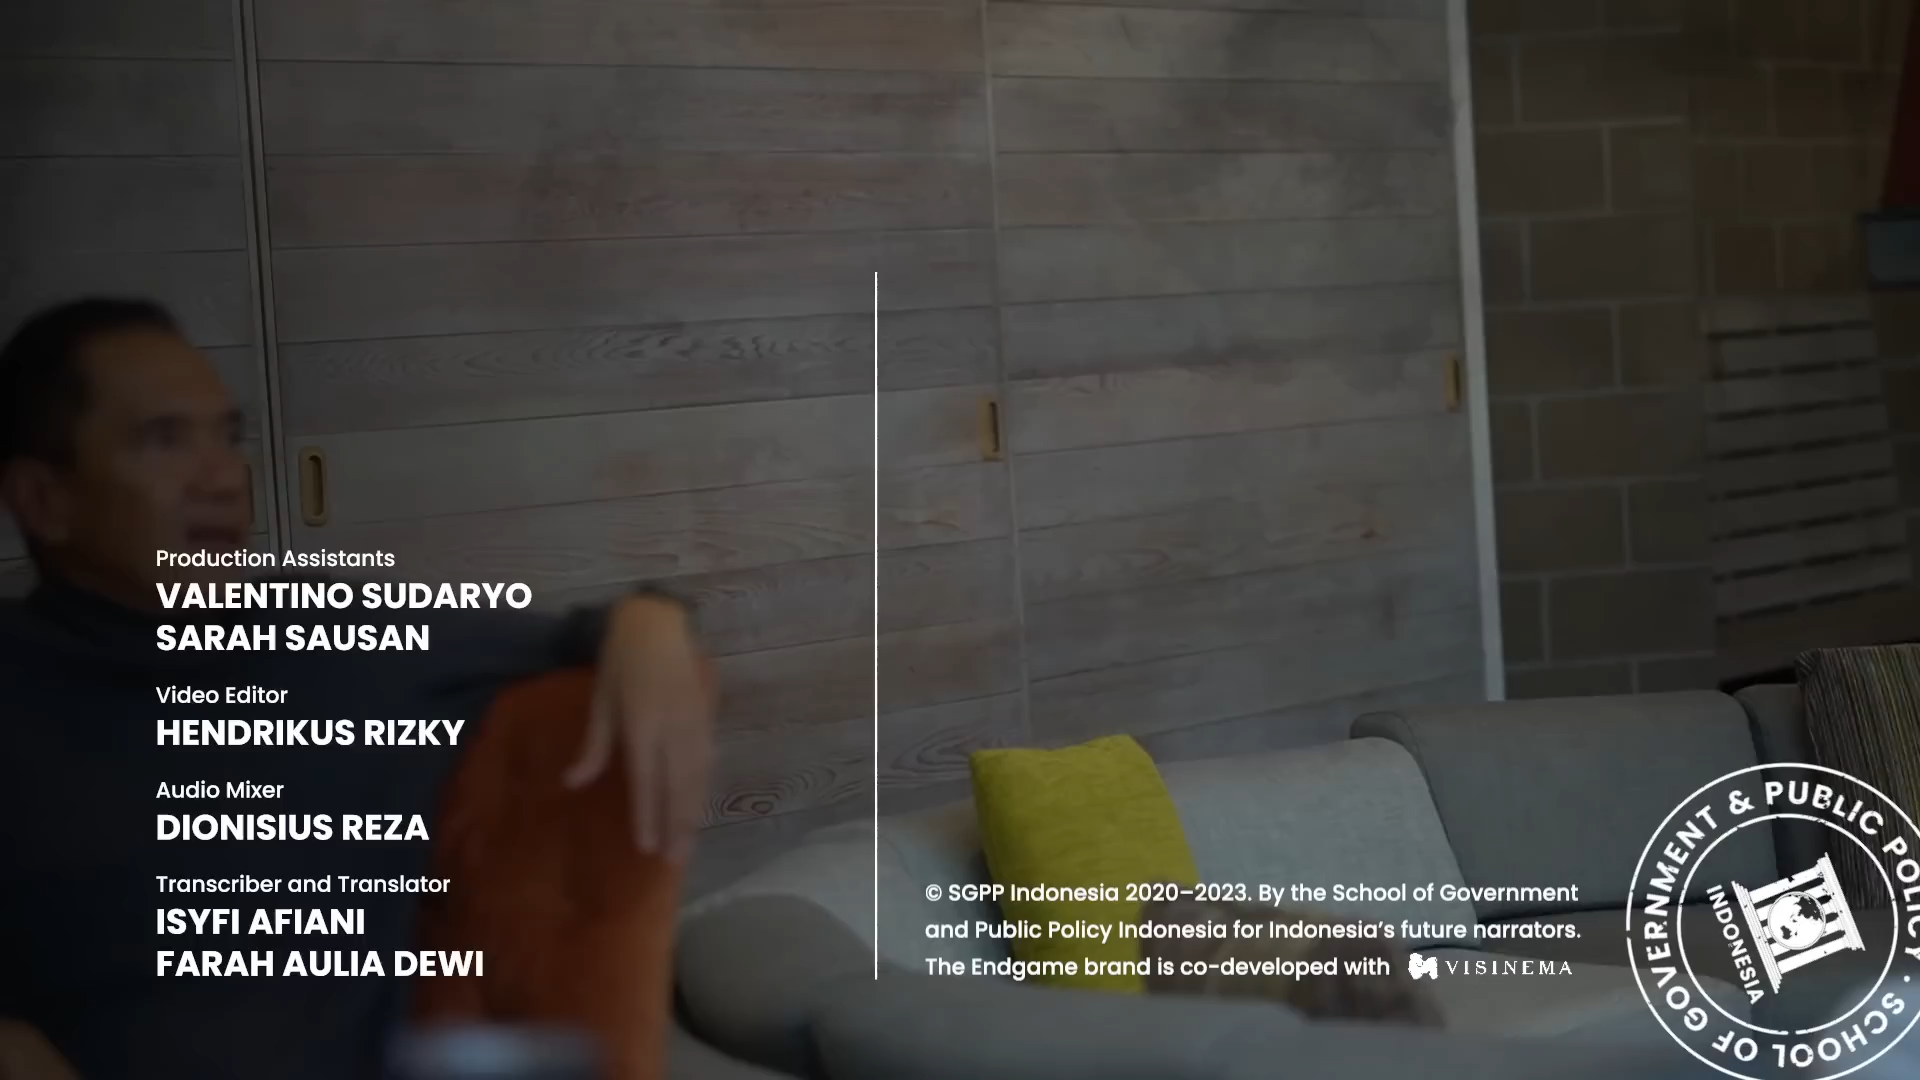 Production Assistants
VALENTINO SUDARYO
SARAH SAUSAN
Video Editor
HENDRIKUS RIZKY
Audio Mixer
DIONISIUS REZA
Transcriber and Translator
ISYFI AFIANI
FARAH AULIA DEWI
© SGPP Indonesia 2020–2023. By the School of Government
and Public Policy Indonesia for Indonesia’s future narrators.
The Endgame brand is co-developed with VISINEMA
SCHOOL OF GOVERNMENT & PUBLIC POLICY ·
INDONESIA